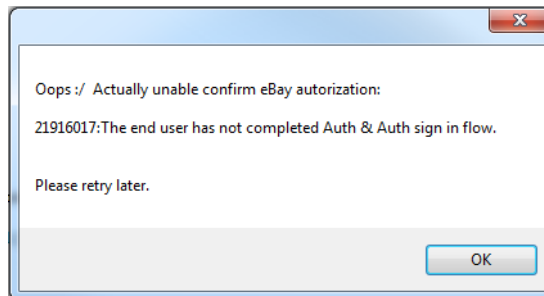 Oops :/ Actually unable confirm eBay autorization:
21916017:The end user has not completed Auth & Auth sign in flow.
Please retry later.
OK